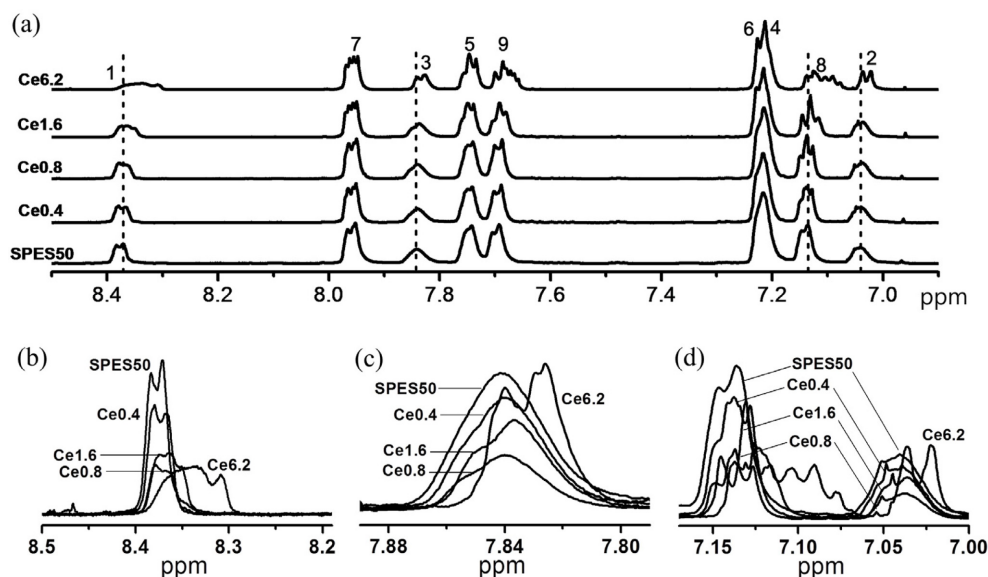 (a)
1 7 3 5 9 6 4 8 2
Ce6.2
Ce1.6
Ce0.8
Ce0.4
SPES50
8.4 8.2 8.0 7.8 7.6 7.4 7.2 7.0 ppm
(b)
SPES50
Ce0.4
Ce1.6
Ce0.8
Ce6.2
8.5 8.4 8.3 8.2
ppm
(c)
SPES50
Ce0.4
Ce6.2
Ce1.6
Ce0.8
7.88 7.84 7.80
ppm
(d)
SPES50
Ce0.4
Ce1.6
Ce0.8
Ce6.2
7.15 7.10 7.05 7.00
ppm